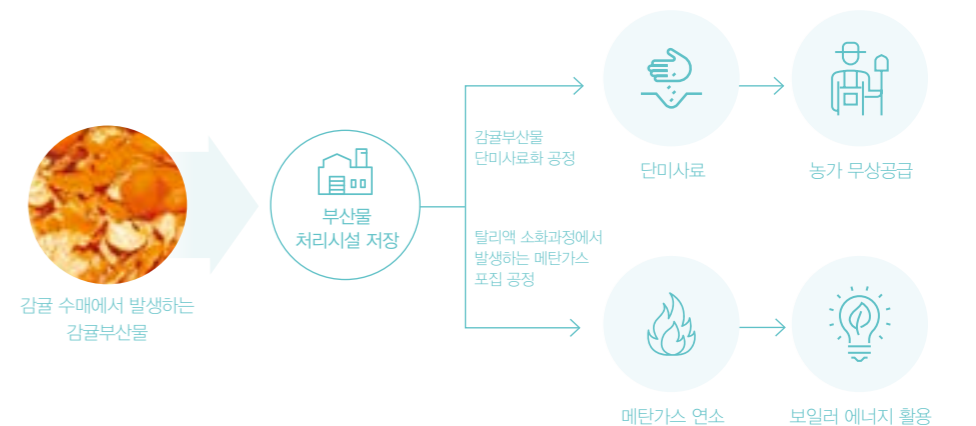 감귤 수매에서 발생하는
감귤부산물
부산물
처리시설 저장
감귤부산물
단미사료화 공정
단미사료
농가 무상공급
탈리액 소화과정에서
발생하는 메탄가스
포집 공정
메탄가스 연소
보일러 에너지 활용